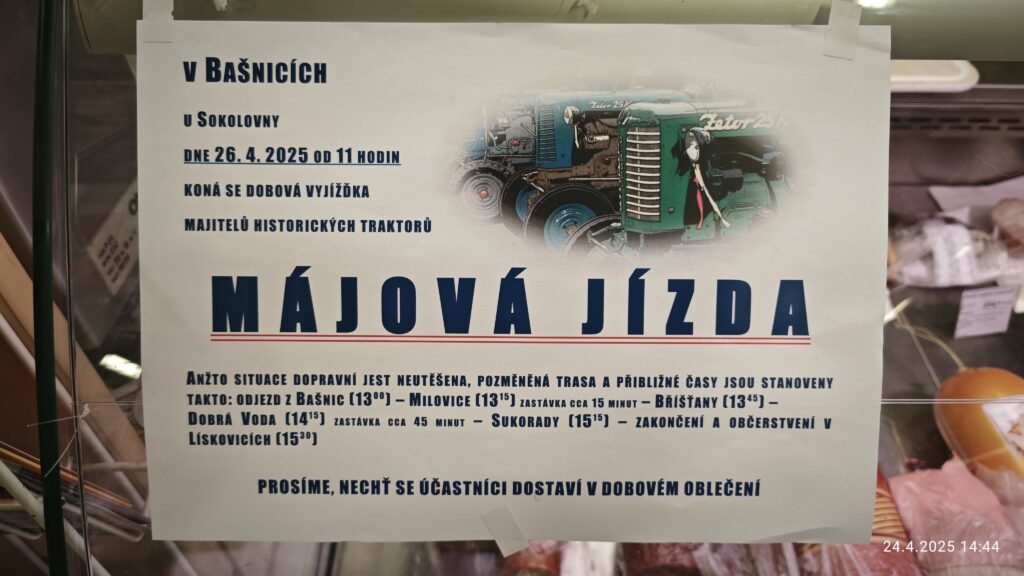 v Bašnicích
u Sokolovny
dne 26. 4. 2025 od 11 hodin
koná se dobová vyjížďka
majitelů historických traktorů
Zetor 25K
Zetor 25K
MÁJOVÁ JÍZDA
Anžto situace dopravní jest neutěšena, pozměněná trasa a přibližné časy jsou stanoveny
takto: odjezd z Bašnic (13⁰⁰) – Milovice (13¹⁵) zastávka cca 15 minut – Bříšťany (13⁴⁵) –
Dobrá Voda (14¹⁵) zastávka cca 45 minut – Sukorady (15¹⁵) – zakončení a občerstvení v
Lískovicích (15³⁰)
Prosíme, nechť se účastníci dostaví v dobovém oblečení
24.4.2025 14:44